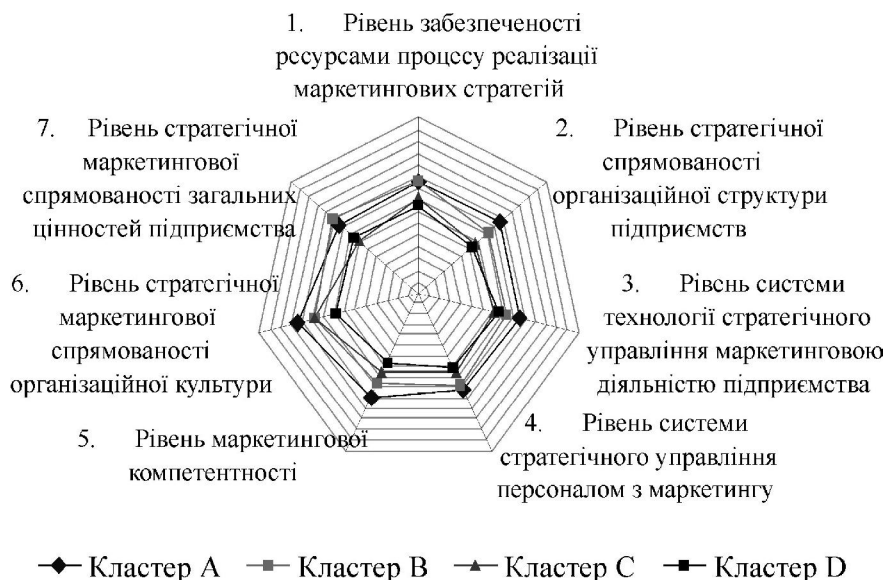 1. Рівень забезпеченості
ресурсами процесу реалізації
маркетингових стратегій
2. Рівень стратегічної
спрямованості
організаційної структури
підприємств
3. Рівень системи
технології стратегічного
управління маркетинговою
діяльністю підприємства
4. Рівень системи
стратегічного управління
персоналом з маркетингу
5. Рівень маркетингової
компетентності
6. Рівень стратегічної
маркетингової
спрямованості
організаційної культури
7. Рівень стратегічної
маркетингової
спрямованості загальних
цінностей підприємства
Кластер A Кластер B Кластер C Кластер D